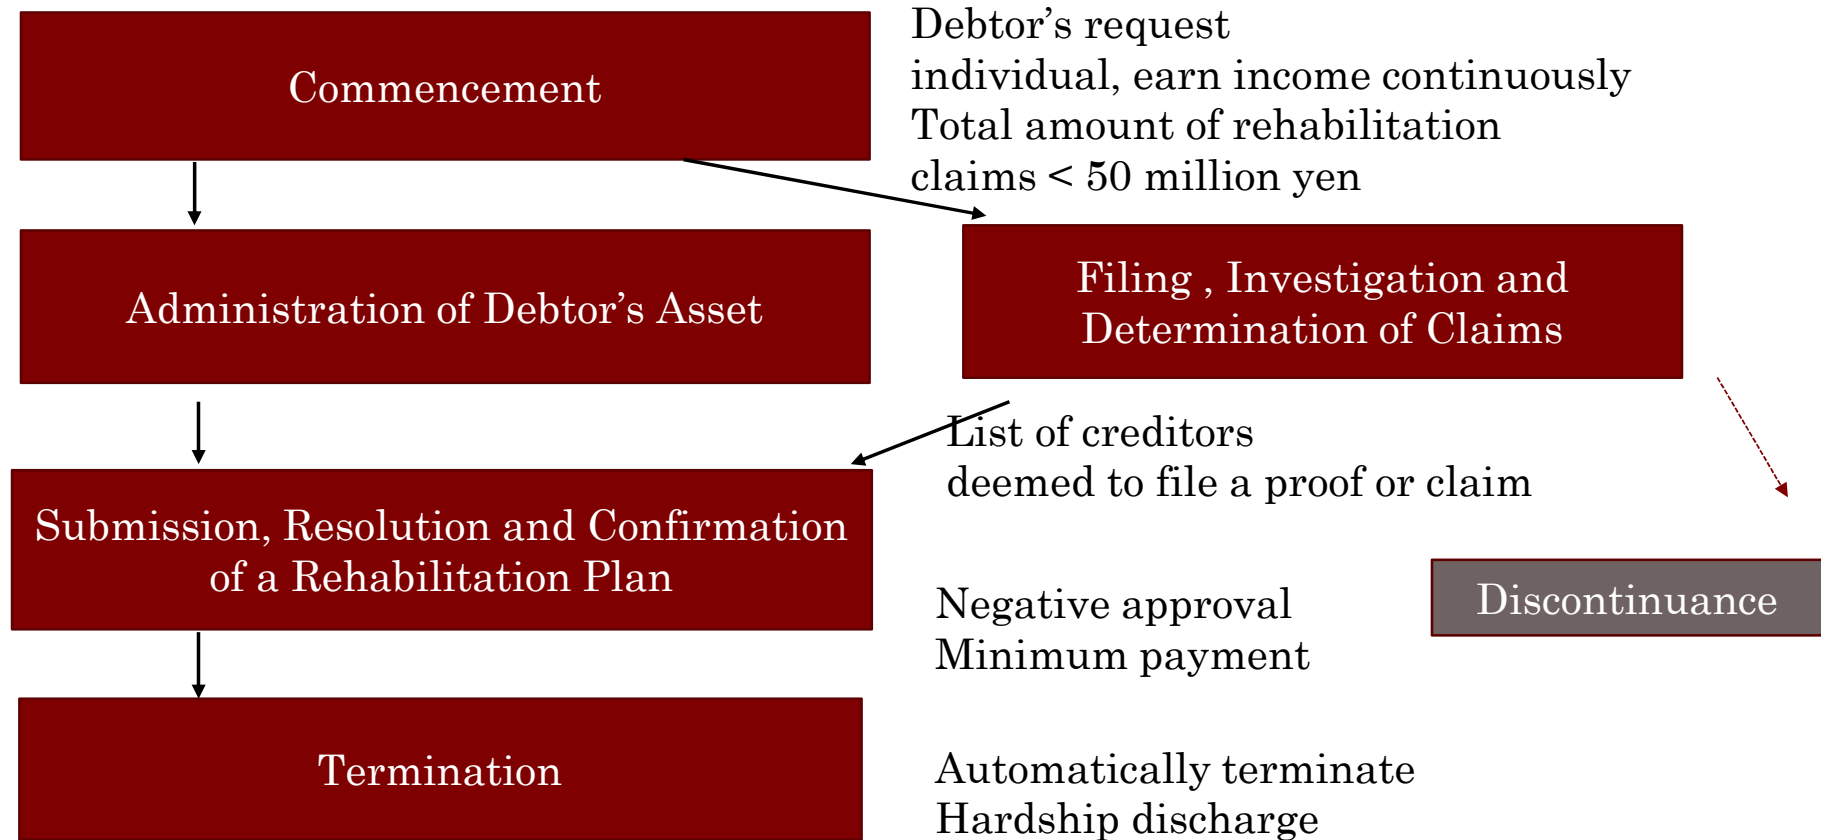 Commencement
Debtor’s request
individual, earn income continuously
Total amount of rehabilitation
claims < 50 million yen
Administration of Debtor’s Asset
Filing , Investigation and
Determination of Claims
List of creditors
deemed to file a proof or claim
Submission, Resolution and Confirmation
of a Rehabilitation Plan
Negative approval
Minimum payment
Discontinuance
Termination
Automatically terminate
Hardship discharge